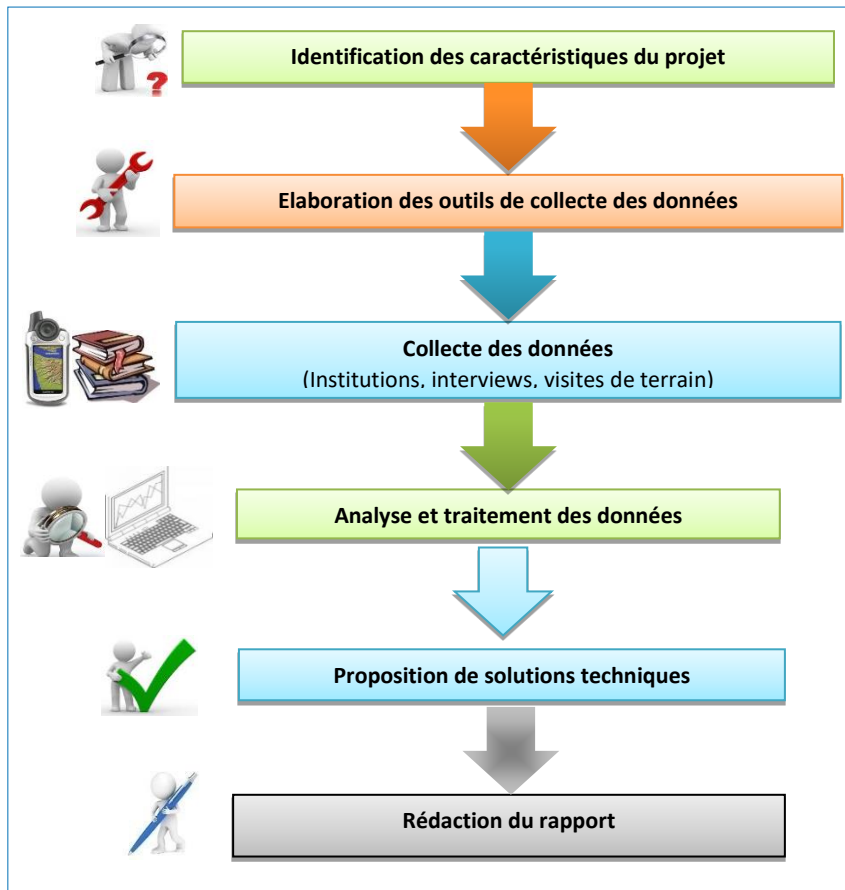 Identification des caractéristiques du projet
Elaboration des outils de collecte des données
Collecte des données
(Institutions, interviews, visites de terrain)
Analyse et traitement des données
Proposition de solutions techniques
Rédaction du rapport